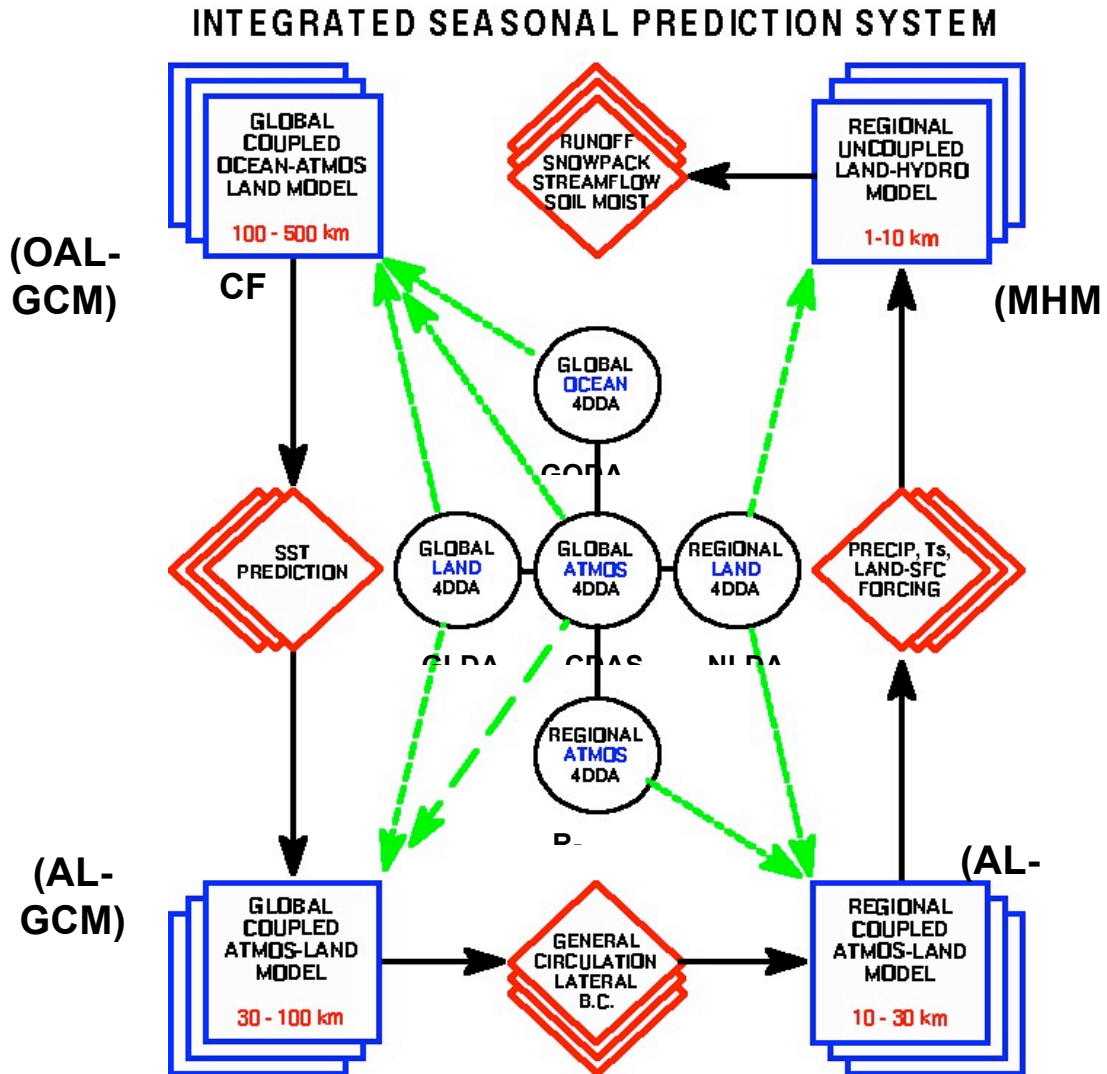 INTEGRATED SEASONAL PREDICTION SYSTEM
GLOBAL
COUPLED
OCEAN-ATMOS
LAND MODEL
100 - 500 km
RUNOFF
SNOWPACK
STREAMFLOW
SOIL MOIST
REGIONAL
UNCOUPLED
LAND-HYDRO
MODEL
1-10 km
(OAL-
GCM)
CF
(MHM
GLOBAL
OCEAN
4DDA
SST
PREDICTION
GLOBAL
LAND
4DDA
GLOBAL
ATMOS
4DDA
REGIONAL
LAND
4DDA
PRECIP, Ts,
LAND-SFC
FORCING
CDAS
REGIONAL
ATMOS
4DDA
(AL-
GCM)
(AL-
GLOBAL
COUPLED
ATMOS-LAND
MODEL
30 - 100 km
GENERAL
CIRCULATION
LATERAL
B.C.
REGIONAL
COUPLED
ATMOS-LAND
MODEL
10 - 30 km